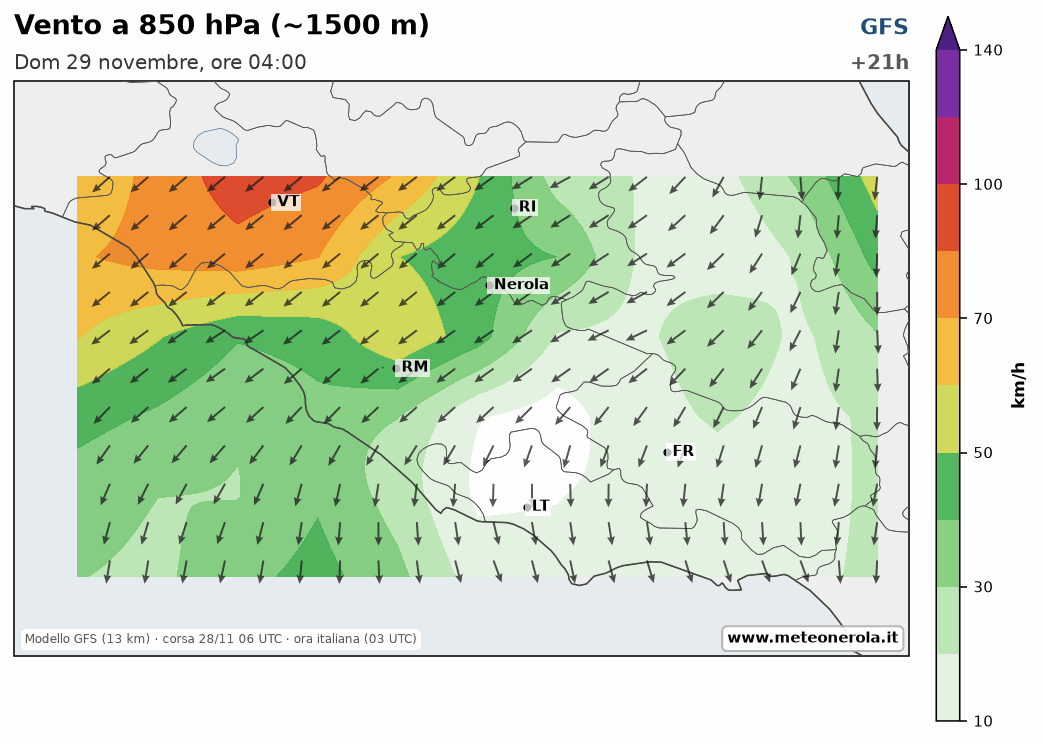 Vento a 850 hPa (~1500 m)
GFS
Dom 29 novembre, ore 04:00
+21h
140
100
70
50
30
10
km/h
VT
RI
Nerola
RM
FR
LT
Modello GFS (13 km) · corsa 28/11 06 UTC · ora italiana (03 UTC)
www.meteonerola.it